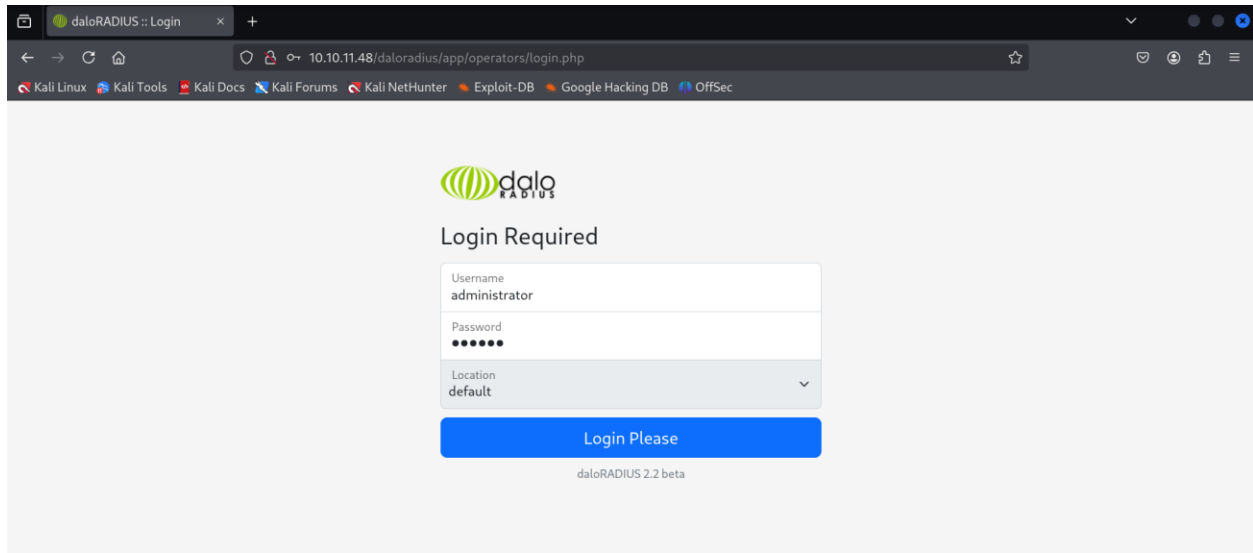 daloRADIUS :: Login
10.10.11.48/daloradius/app/operators/login.php
Kali Linux Kali Tools Kali Docs Kali Forums Kali NetHunter Exploit-DB Google Hacking DB OffSec
dalo
RADIUS
Login Required
Username
administrator
Password
••••••
Location
default
Login Please
daloRADIUS 2.2 beta